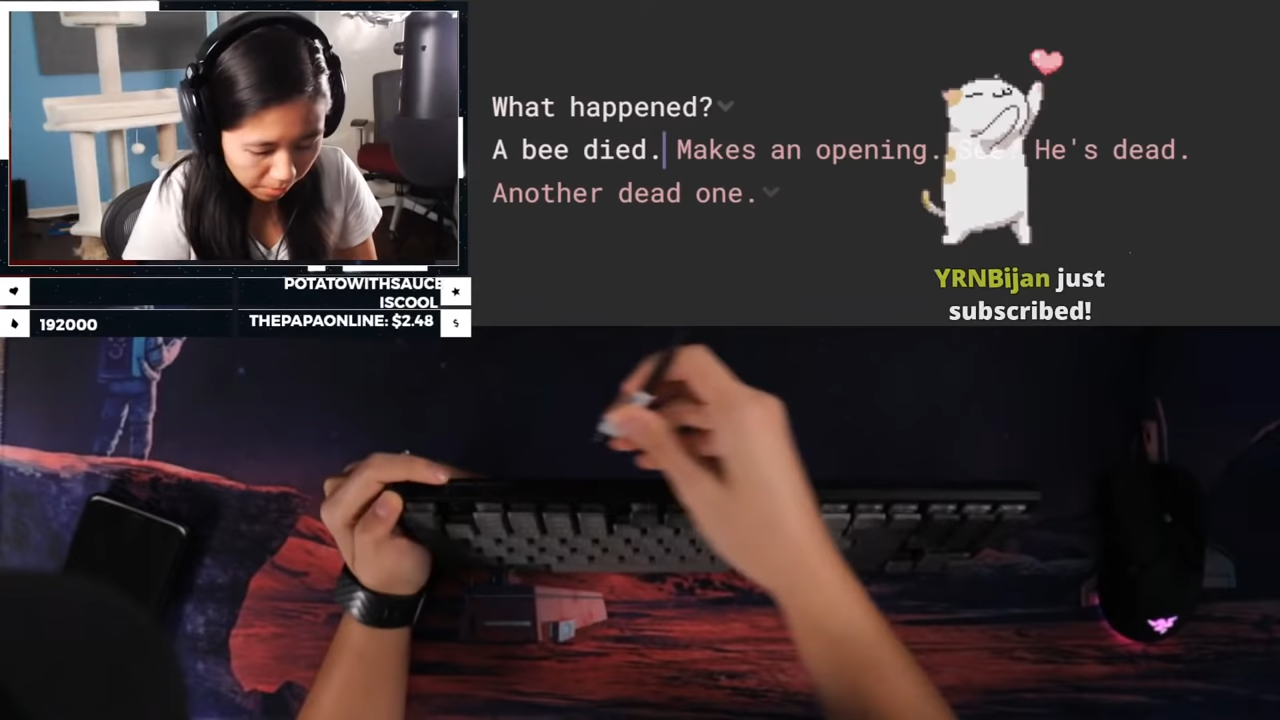 What happened?
A bee died. Makes an opening. See? He's dead.
Another dead one.
YRNBijan just
subscribed!
POTATOWITHSAUCE
ISCOOL
192000
THEPAPAONLINE: $2.48